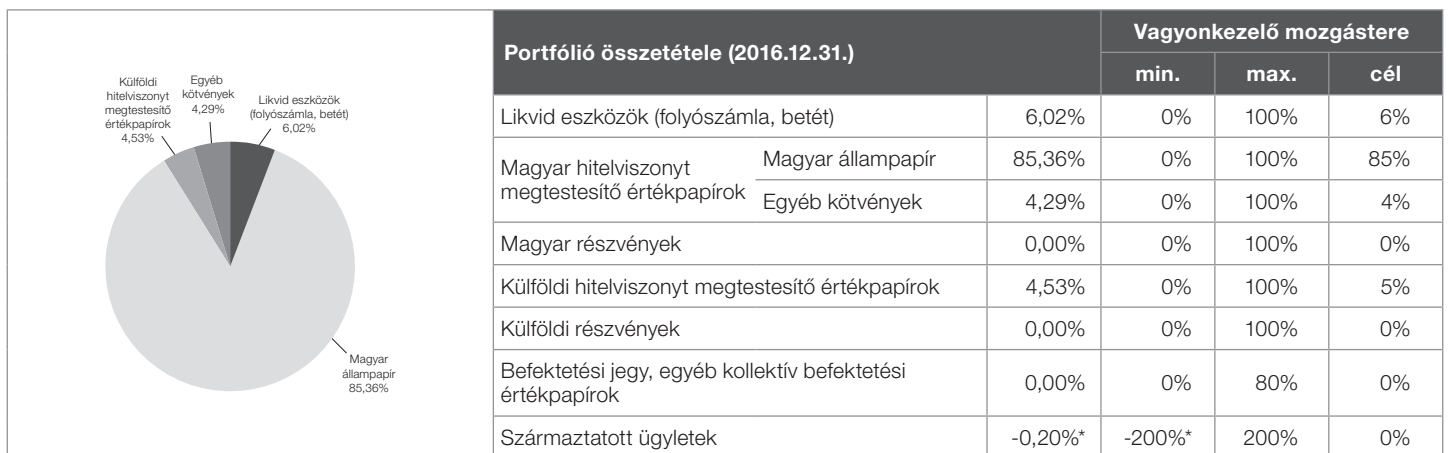 Külföldi
hitelviszonyt
megtestesítő
értékpapírok
4,53%
Egyéb
kötvények
4,29%
Likvid eszközök
(folyószámla, betét)
6,02%
Magyar
állampapír
85,36%
Portfólió összetétele (2016.12.31.) Vagyonkezelő mozgástere
min. max. cél
Likvid eszközök (folyószámla, betét) 6,02% 0% 100% 6%
Magyar hitelviszonyt
megtestesítő értékpapírok
Magyar állampapír 85,36% 0% 100% 85%
Egyéb kötvények 4,29% 0% 100% 4%
Magyar részvények 0,00% 0% 100% 0%
Külföldi hitelviszonyt megtestesítő értékpapírok 4,53% 0% 100% 5%
Külföldi részvények 0,00% 0% 100% 0%
Befektetési jegy, egyéb kollektív befektetési
értékpapírok 0,00% 0% 80% 0%
Származtatott ügyletek -0,20%* -200%* 200% 0%